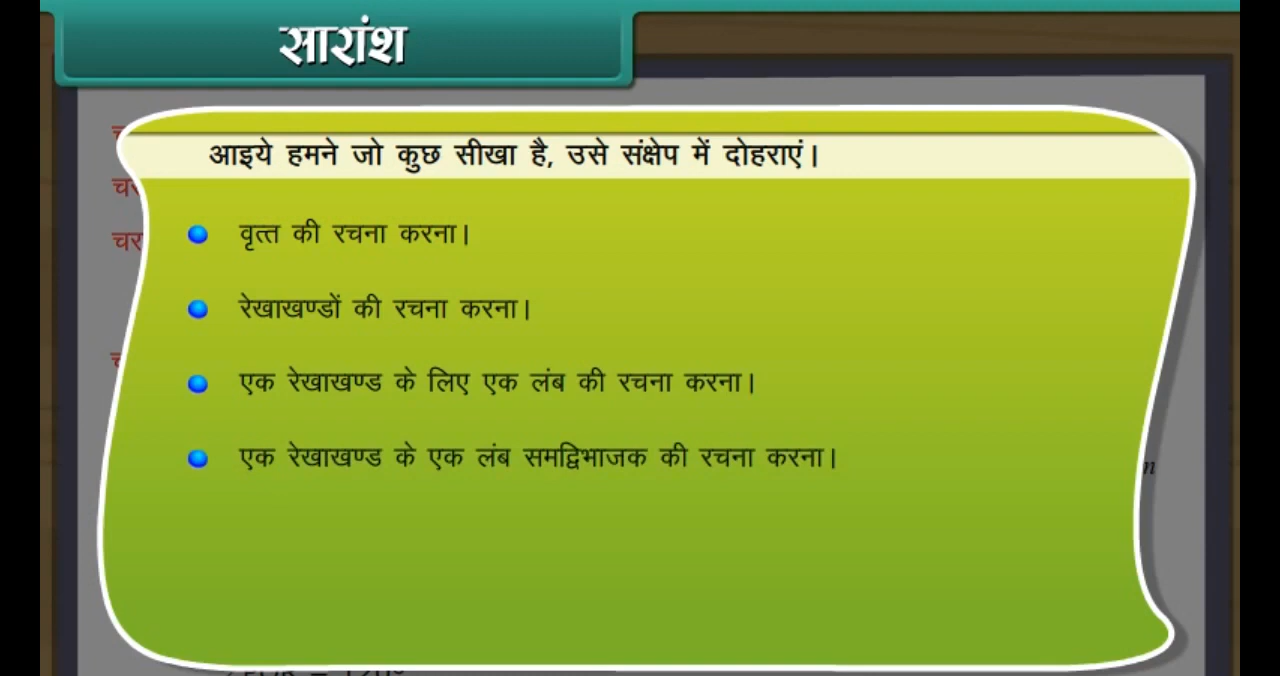 सारांश
आइये हमने जो कुछ सीखा है, उसे संक्षेप में दोहराएं।
वृत्त की रचना करना।
रेखाखण्डों की रचना करना।
एक रेखाखण्ड के लिए एक लंब की रचना करना।
एक रेखाखण्ड के एक लंब समद्विभाजक की रचना करना।